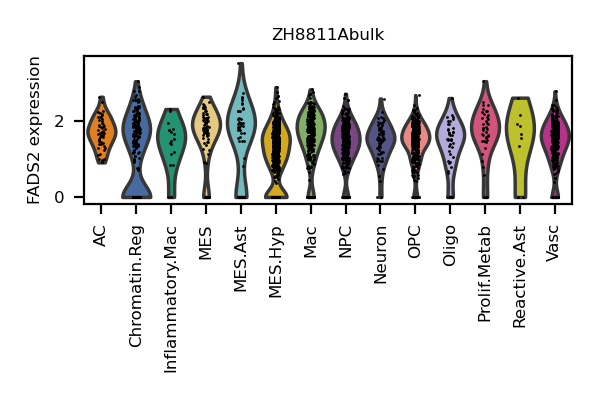 ZH8811Abulk
FADS2 expression
2
0
AC
Chromatin.Reg
Inflammatory.Mac
MES
MES.Ast
MES.Hyp
Mac
NPC
Neuron
OPC
Oligo
Prolif.Metab
Reactive.Ast
Vasc